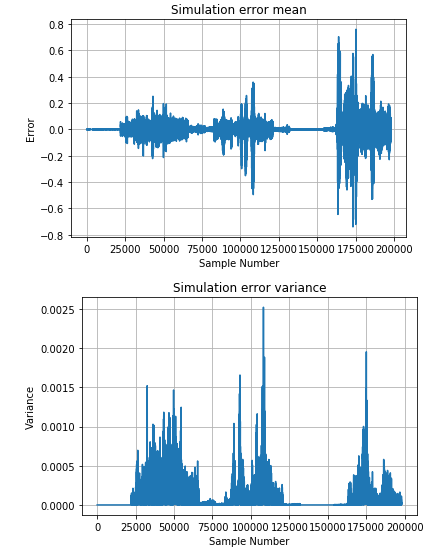 Simulation error mean
0.8
0.6
0.4
0.2
0.0
−0.2
−0.4
−0.6
−0.8
Error
0 25000 50000 75000 100000 125000 150000 175000 200000
Sample Number
Simulation error variance
0.0025
0.0020
0.0015
0.0010
0.0005
0.0000
Variance
0 25000 50000 75000 100000 125000 150000 175000 200000
Sample Number